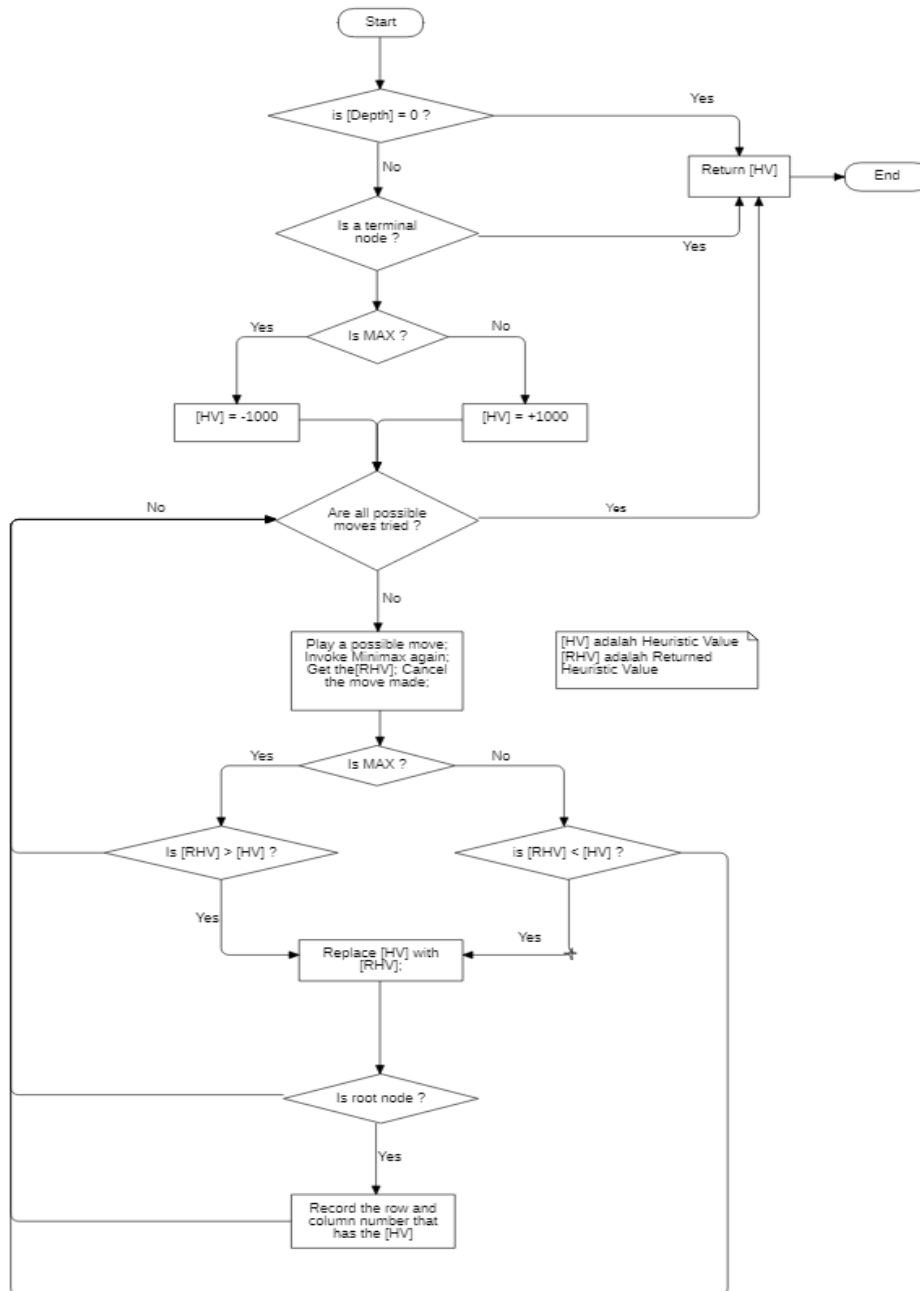 Start
is [Depth] = 0 ?
Yes
Return [HV]
End
No
Is a terminal
node ?
Yes
Is MAX ?
Yes
No
[HV] = -1000
[HV] = +1000
No
Are all possible
moves tried ?
Yes
No
Play a possible move;
Invoke Minimax again;
Get the[RHV]; Cancel
the move made;
[HV] adalah Heuristic Value
[RHV] adalah Returned
Heuristic Value
Yes
Is MAX ?
No
Is [RHV] > [HV] ?
is [RHV] < [HV] ?
Yes
Yes
Replace [HV] with
[RHV];
Is root node ?
Yes
Record the row and
column number that
has the [HV]